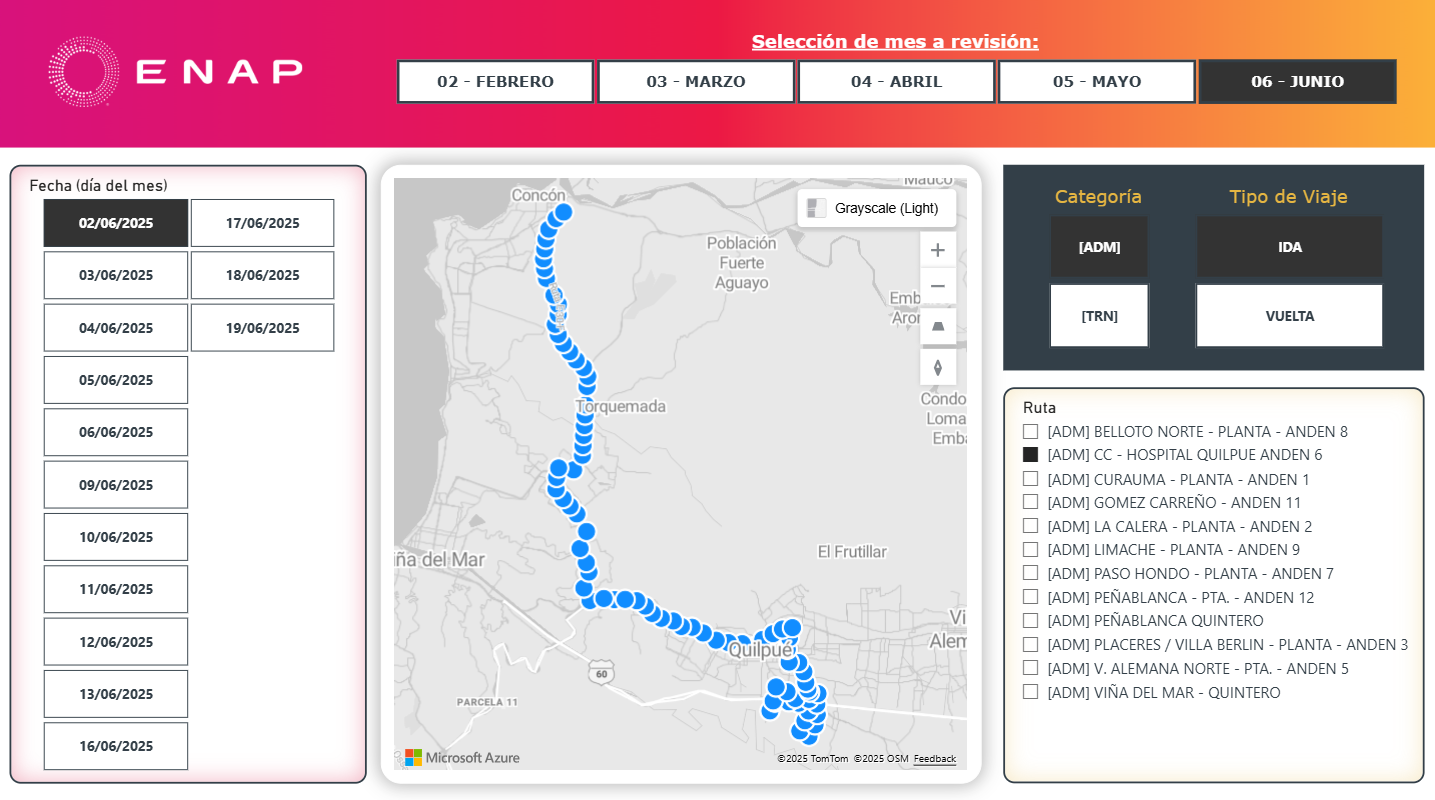 ENAP
Selección de mes a revisión:
02 - FEBRERO
03 - MARZO
04 - ABRIL
05 - MAYO
06 - JUNIO
Fecha (día del mes)
02/06/2025
17/06/2025
03/06/2025
18/06/2025
04/06/2025
19/06/2025
05/06/2025
06/06/2025
09/06/2025
10/06/2025
11/06/2025
12/06/2025
13/06/2025
16/06/2025
Mauco
Concón
Grayscale (Light)
Población
Fuerte
Aguayo
Emb
Aror
Torquemada
Condo
Loma
Emba
El Frutillar
iña del Mar
Vi
Alem
Quilpué
60
PARCELA 11
Microsoft Azure
©2025 TomTom ©2025 OSM Feedback
Categoría
Tipo de Viaje
[ADM]
IDA
[TRN]
VUELTA
Ruta
[ADM] BELLOTO NORTE - PLANTA - ANDEN 8
[ADM] CC - HOSPITAL QUILPUE ANDEN 6
[ADM] CURAUMA - PLANTA - ANDEN 1
[ADM] GOMEZ CARREÑO - ANDEN 11
[ADM] LA CALERA - PLANTA - ANDEN 2
[ADM] LIMACHE - PLANTA - ANDEN 9
[ADM] PASO HONDO - PLANTA - ANDEN 7
[ADM] PEÑABLANCA - PTA. - ANDEN 12
[ADM] PEÑABLANCA QUINTERO
[ADM] PLACERES / VILLA BERLIN - PLANTA - ANDEN 3
[ADM] V. ALEMANA NORTE - PTA. - ANDEN 5
[ADM] VIÑA DEL MAR - QUINTERO